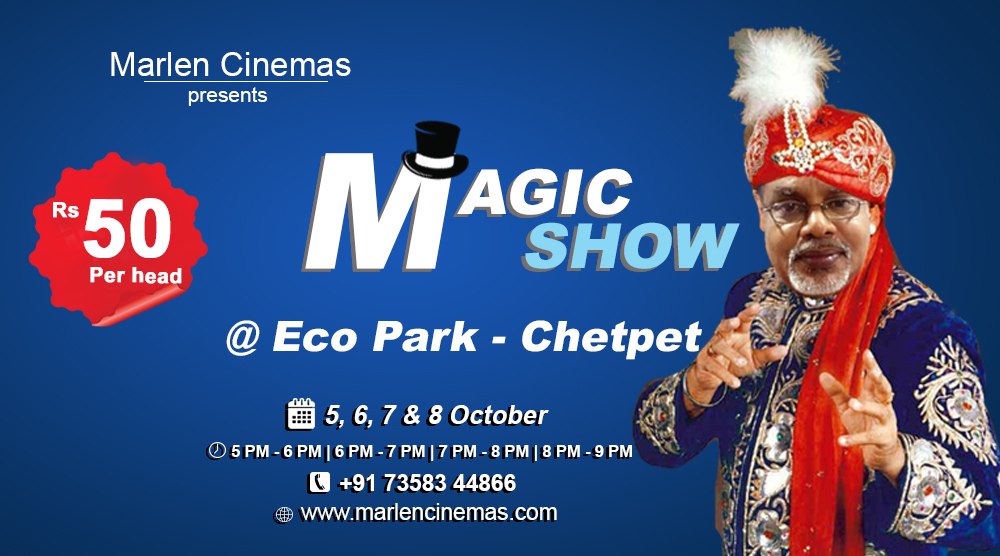 Marlen Cinemas
presents
MAGIC
SHOW
Rs 50
Per head
@ Eco Park - Chetpet
5, 6, 7 & 8 October
5 PM - 6 PM | 6 PM - 7 PM | 7 PM - 8 PM | 8 PM - 9 PM
+91 73583 44866
www.marlencinemas.com